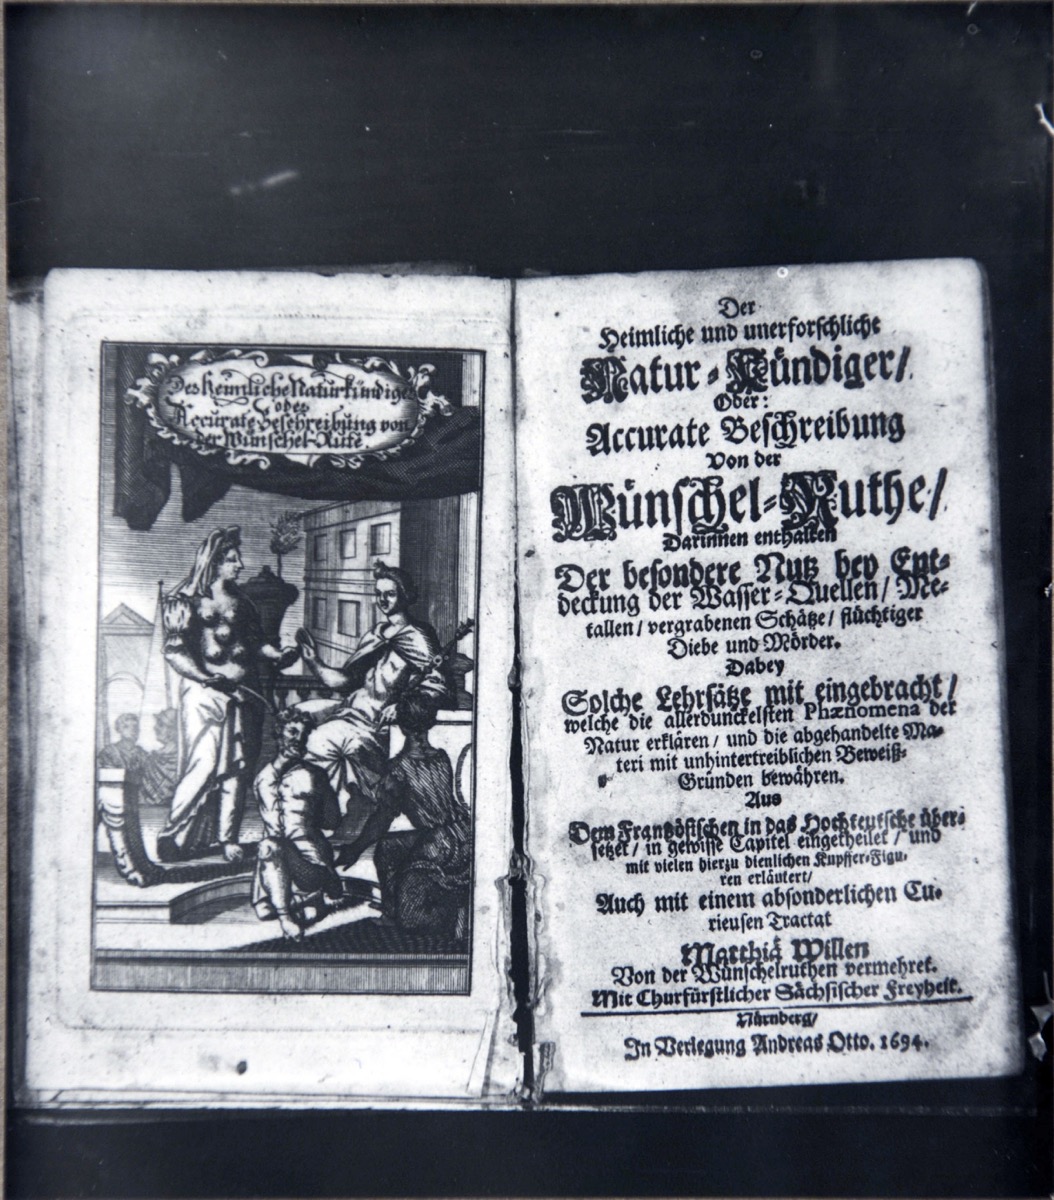 Der heimliche Naturkündiger
oder
Accurate Beschreibung von
der Wünschel-Rutte
Der
Heimliche und unerforschlicht
Natur-Kündiger/
Oder:
Accurate Beschreibung
Von der
Wünschel-Ruthe/
Darinnen enthalten
Der besondere Nutz bey Ent-
deckung der Wasser-Quellen/ Me-
tallen/ vergrabenen Schätze/ flüchtiger
Diebe und Mörder.
Dabey
Solche Lehrsätze mit eingebracht/
welche die allerdunckelsten Phænomena der
Natur erklären/ und die abgehandelte Ma-
teri mit unhintertreiblichen Beweiß-
Gründen bewähren.
Aus
Dem Frantzösischen in das Hochteutsche über-
setzet/ in gewisse Capitel eingetheilet/ und
mit vielen hierzu dienlichen Kupffer-Figu-
ren erläutert/
Auch mit einem absonderlichen Cu-
rieusen Tractat
Matthiä Willen
Von der Wünschelruthen vermehret.
Mit Churfürstlicher Sächsischer Freyheit.
Nürnberg/
In Verlegung Andreas Otto. 1694.